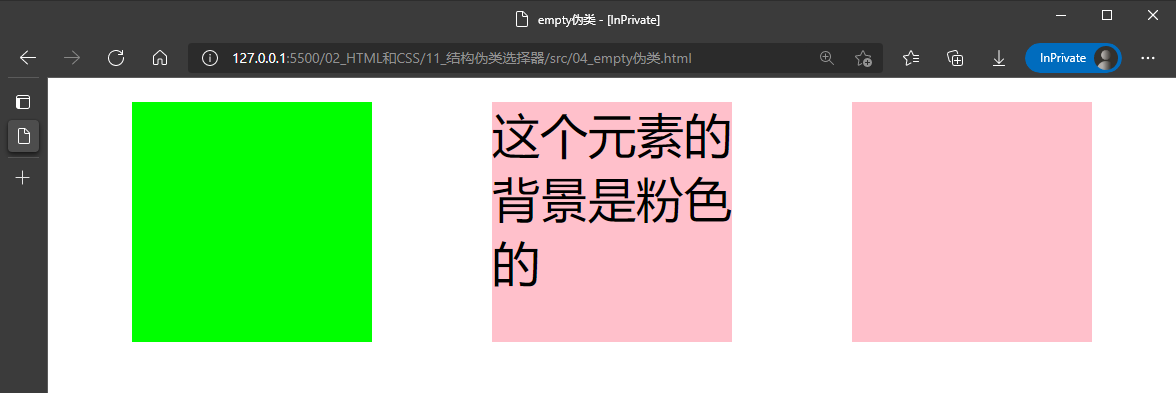 empty伪类 - [InPrivate]
127.0.0.1:5500/02_HTML和CSS/11_结构伪类选择器/src/04_empty伪类.html
InPrivate
这个元素的
背景是粉色
的